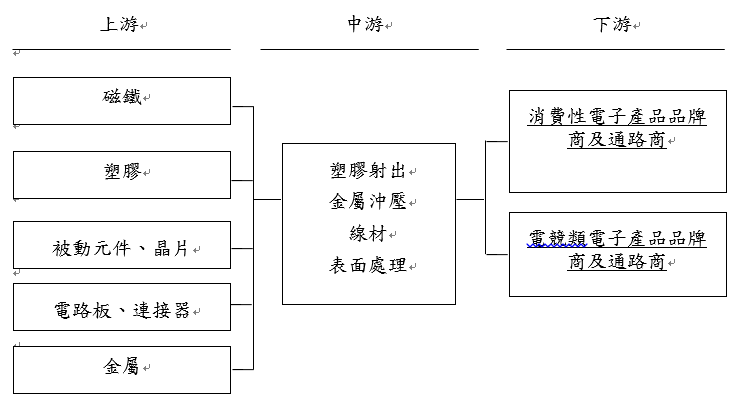 上游
中游
下游
磁鐵
塑膠
被動元件、晶片
電路板、連接器
金屬
塑膠射出
金屬沖壓
線材
表面處理
消費性電子產品品牌
商及通路商
電競類電子產品品牌
商及通路商